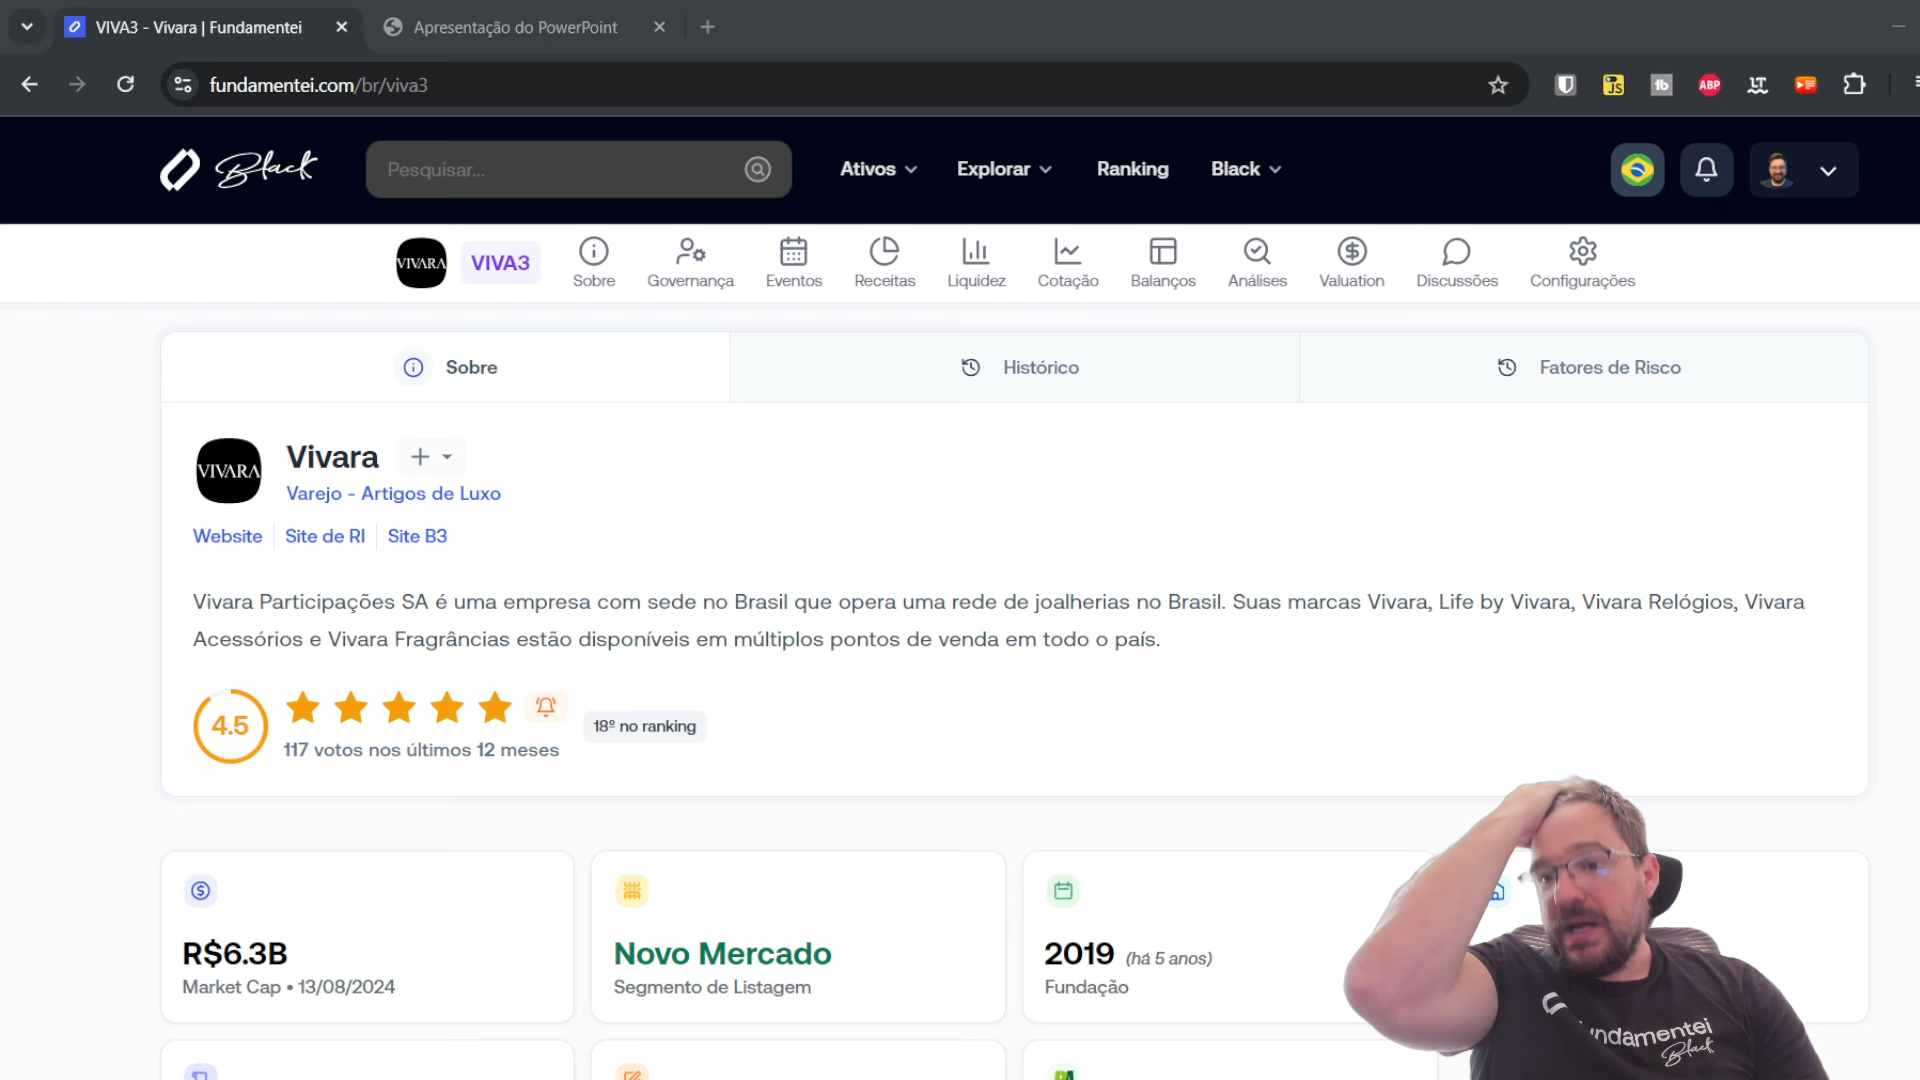 VIVA3 - Vivara | Fundamentei
Apresentação do PowerPoint
fundamentei.com/br/viva3
JS
ABP
Black
Pesquisar...
Ativos
Explorar
Ranking
Black
VIVARA
VIVA3
Sobre
Governança
Eventos
Receitas
Liquidez
Cotação
Balanços
Análises
Valuation
Discussões
Configurações
Sobre
Histórico
Fatores de Risco
VIVARA
Vivara
Varejo - Artigos de Luxo
Website
Site de RI
Site B3
Vivara Participações SA é uma empresa com sede no Brasil que opera uma rede de joalherias no Brasil. Suas marcas Vivara, Life by Vivara, Vivara Relógios, Vivara
Acessórios e Vivara Fragrâncias estão disponíveis em múltiplos pontos de venda em todo o país.
4.5
117 votos nos últimos 12 meses
18º no ranking
R$6.3B
Market Cap • 13/08/2024
Novo Mercado
Segmento de Listagem
2019 (há 5 anos)
Fundação
undamentei
Black